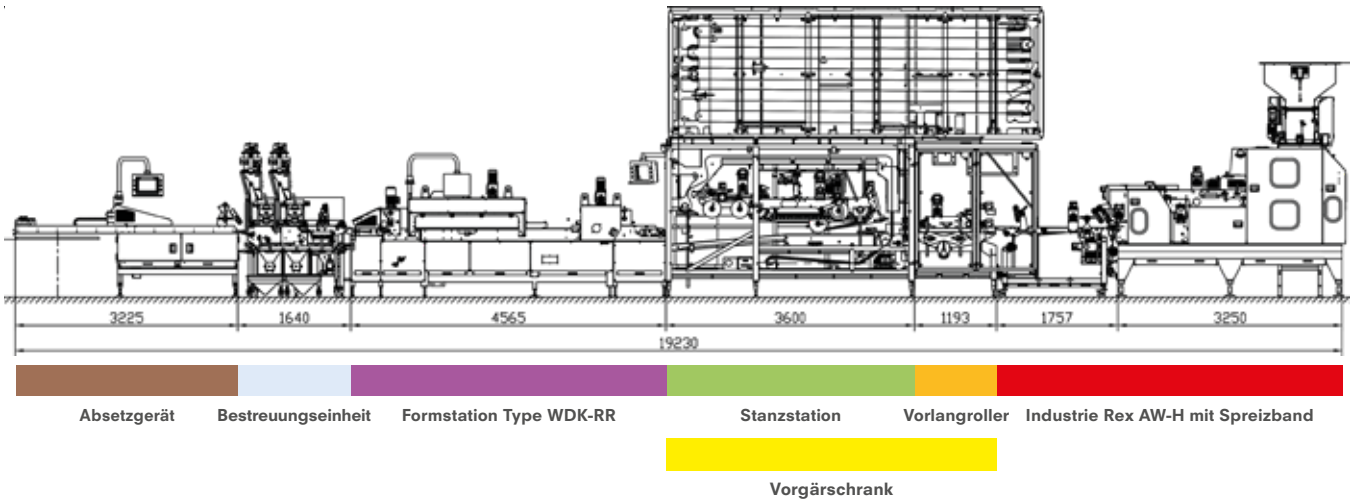 3225 1640 4565 3600 1193 1757 3250
19230
Absetzgerät Bestreuungseinheit Formstation Type WDK-RR Stanzstation Vorlangroller Industrie Rex AW-H mit Spreizband
Vorgärschrank